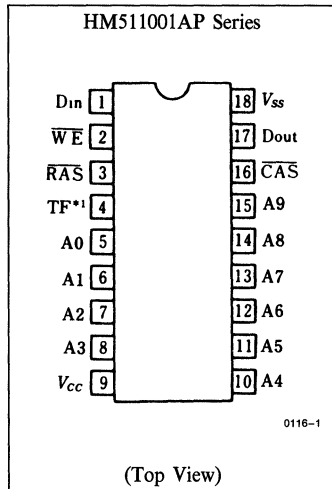 HM511001AP Series
Din 1 18 Vss
WE 2 17 Dout
RAS 3 16 CAS
TF*1 4 15 A9
A0 5 14 A8
A1 6 13 A7
A2 7 12 A6
A3 8 11 A5
Vcc 9 10 A4
0116-1
(Top View)